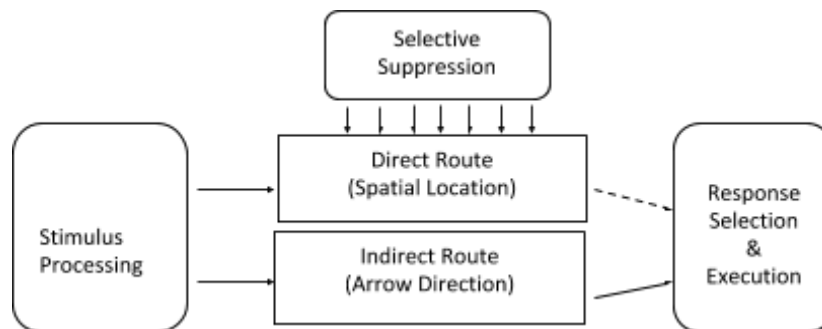 Selective
Suppression
Direct Route
(Spatial Location)
Stimulus
Processing
Indirect Route
(Arrow Direction)
Response
Selection
&
Execution